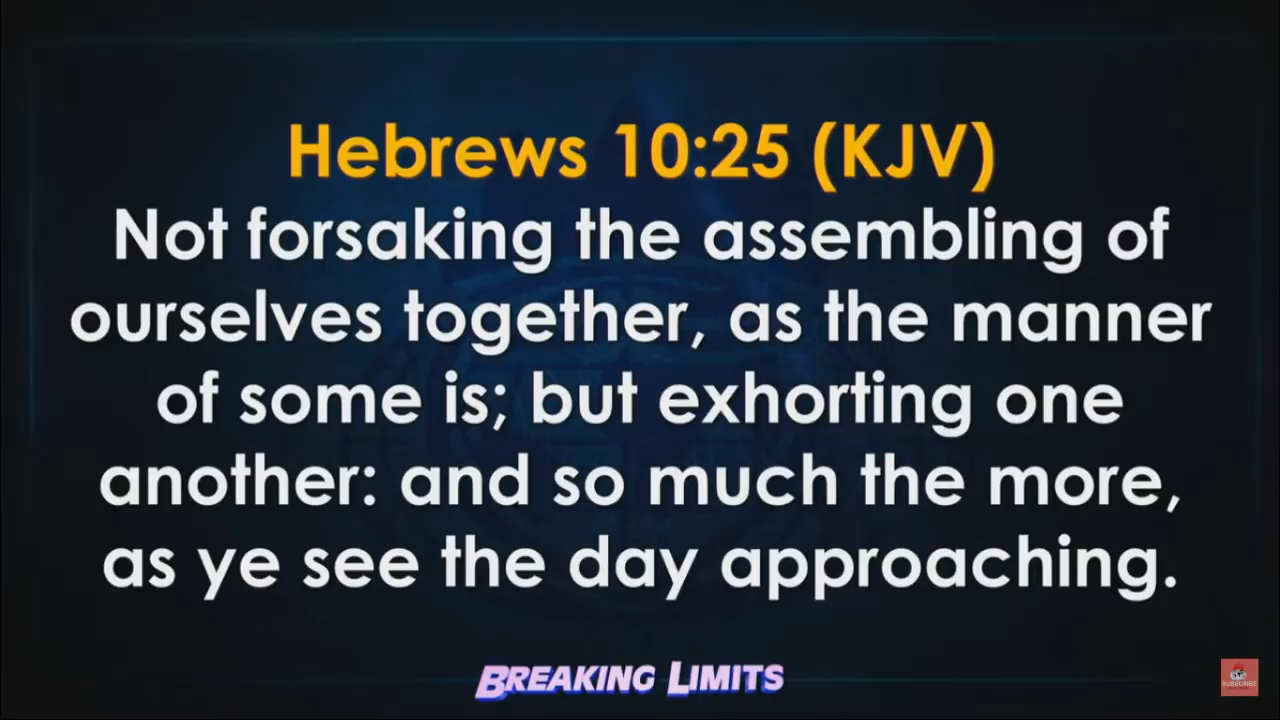 Hebrews 10:25 (KJV)
Not forsaking the assembling of
ourselves together, as the manner
of some is; but exhorting one
another: and so much the more,
as ye see the day approaching.
BREAKING LIMITS
SUBSCRIBE